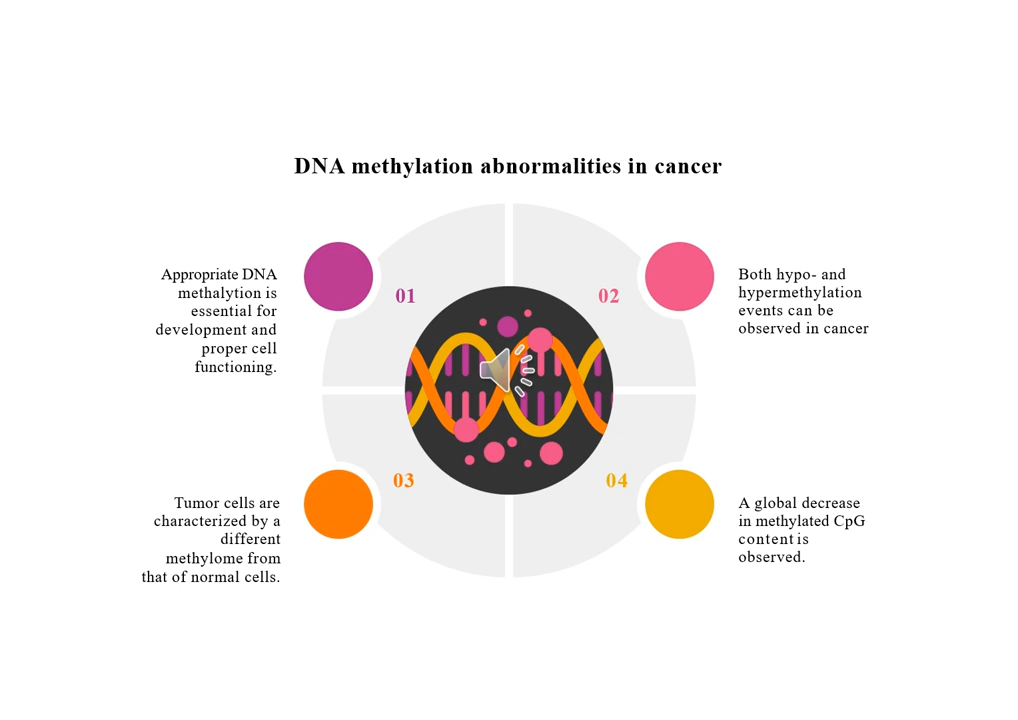 DNA methylation abnormalities in cancer
Appropriate DNA
methalytion is
essential for
development and
proper cell
functioning.
01
02
Both hypo- and
hypermethylation
events can be
observed in cancer
03
Tumor cells are
characterized by a
different
methylome from
that of normal cells.
04
A global decrease
in methylated CpG
content is
observed.